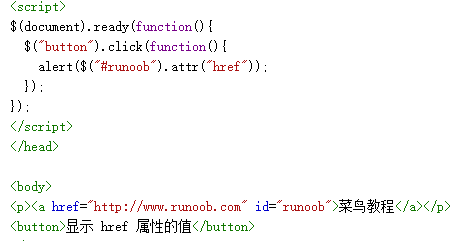 <script>
$(document).ready(function(){
  $("button").click(function(){
    alert($("#runoob").attr("href"));
  });
});
</script>
</head>

<body>
<p><a href="http://www.runoob.com" id="runoob">菜鸟教程</a></p>
<button>显示 href 属性的值</button>